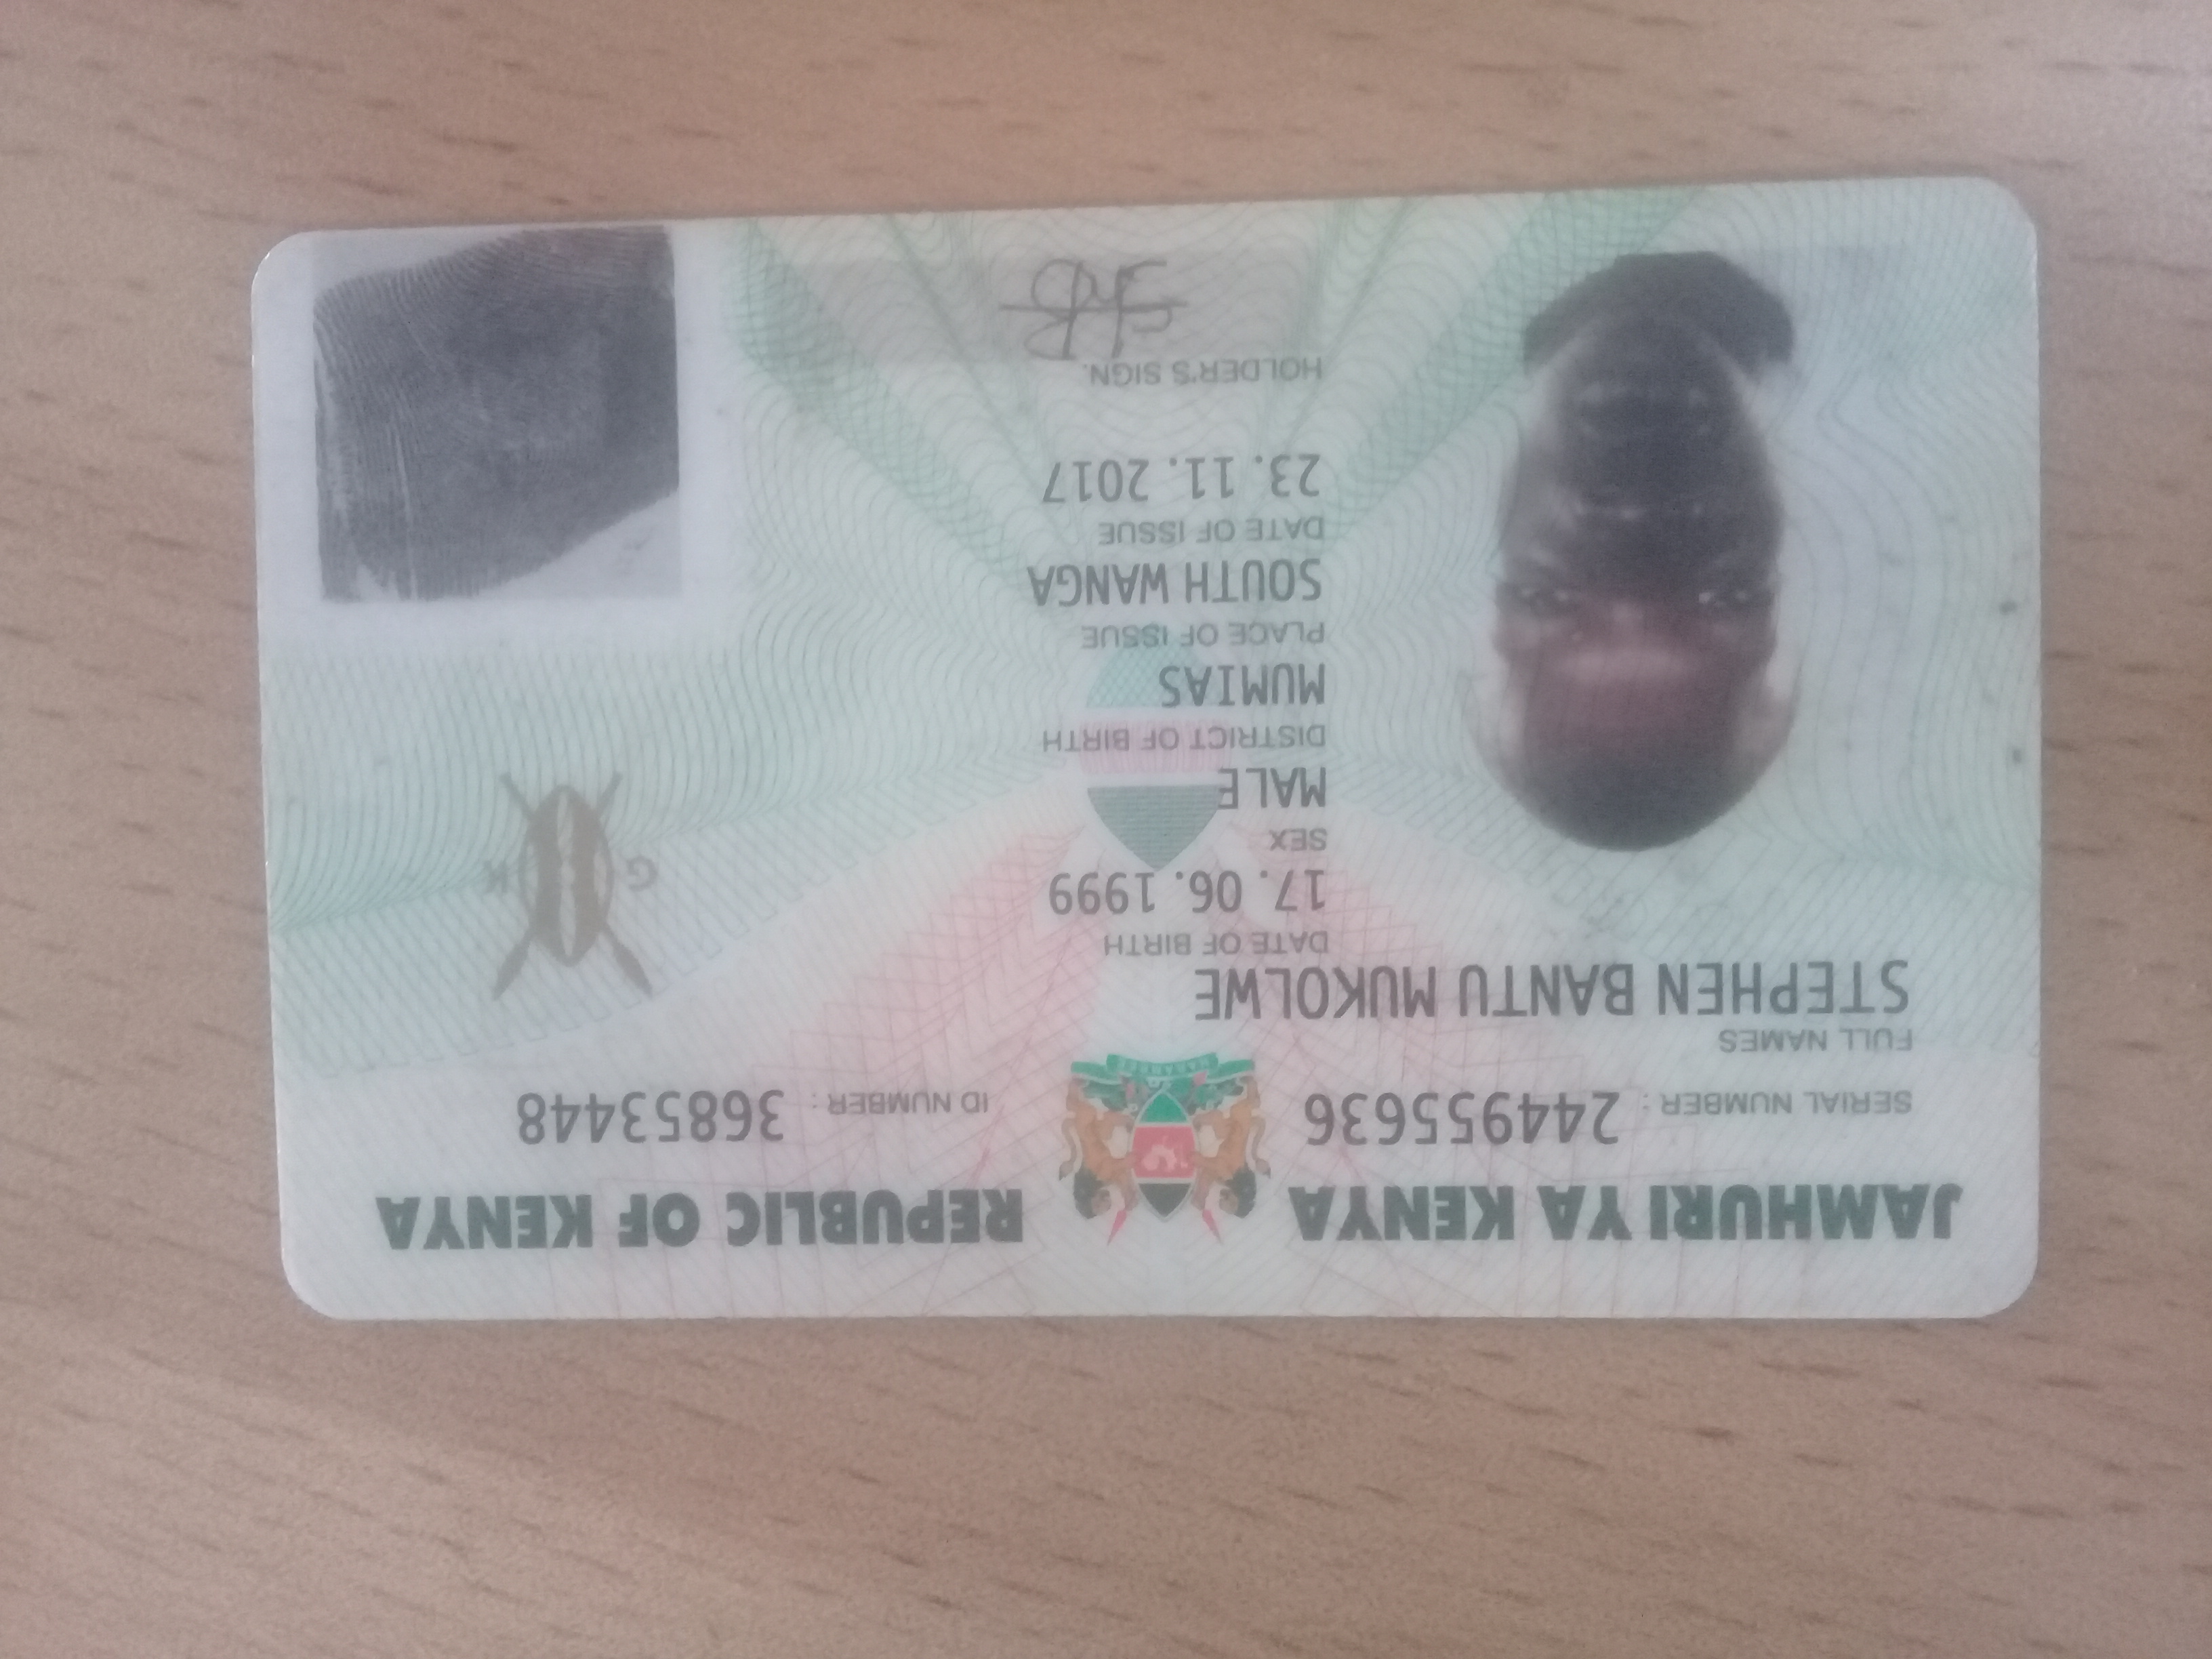 JAMHURI YA KENYA REPUBLIC OF KENYA
SERIAL NUMBER: 244955636 ID NUMBER: 36853448
FULL NAMES
STEPHEN BANTU MUKOLWE
DATE OF BIRTH
17.06.1999
SEX
MALE
DISTRICT OF BIRTH
MUMIAS
PLACE OF ISSUE
SOUTH WANGA
DATE OF ISSUE
23.11.2017
HOLDER'S SIGN.
G K